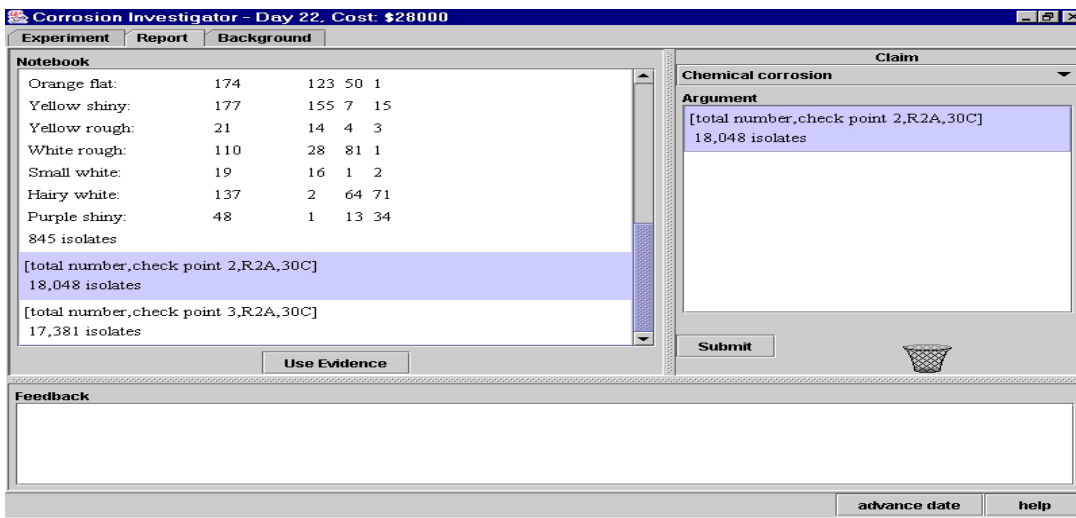 Corrosion Investigator - Day 22, Cost: $28000
Experiment Report Background
Notebook
Orange flat: 174 123 50 1
Yellow shiny: 177 155 7 15
Yellow rough: 21 14 4 3
White rough: 110 28 81 1
Small white: 19 16 1 2
Hairy white: 137 2 64 71
Purple shiny: 48 1 13 34
845 isolates
[total number,check point 2,R2A,30C]
18,048 isolates
[total number,check point 3,R2A,30C]
17,381 isolates
Use Evidence
Claim
Chemical corrosion
Argument
[total number,check point 2,R2A,30C]
18,048 isolates
Submit
Feedback
advance date help